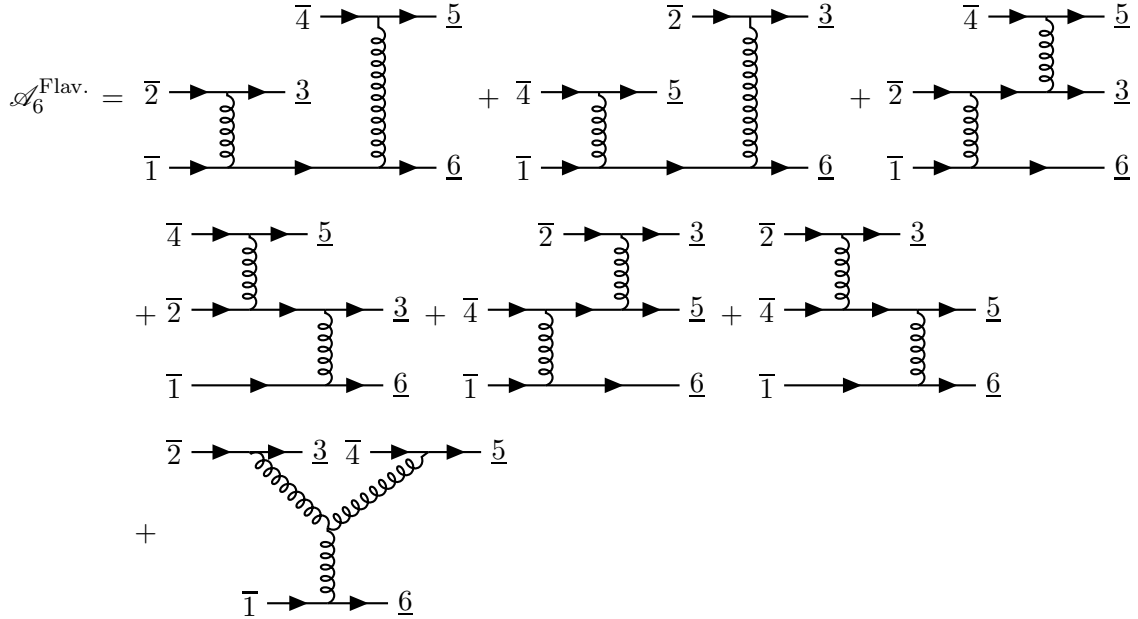 4̅ 5̲ 2̅ 3̲ 4̅ 5̲
𝒜₆^Flav. = 2̅ 3̲ + 4̅ 5̲ + 2̅ 3̲
1̅ 6̲ 1̅ 6̲ 1̅ 6̲
4̅ 5̲ 2̅ 3̲ 2̅ 3̲
+ 2̅ 3̲ + 4̅ 5̲ + 4̅ 5̲
1̅ 6̲ 1̅ 6̲ 1̅ 6̲
2̅ 3̲ 4̅ 5̲
+
1̅ 6̲